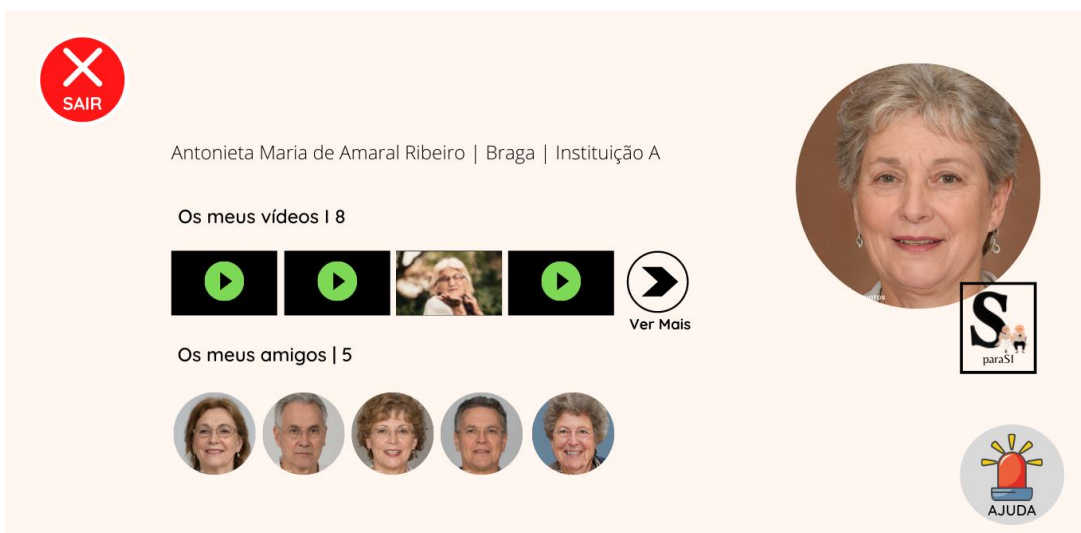 SAIR
Antonieta Maria de Amaral Ribeiro | Braga | Instituição A
Os meus vídeos I 8
Ver Mais
Os meus amigos | 5
S
paraSI
AJUDA